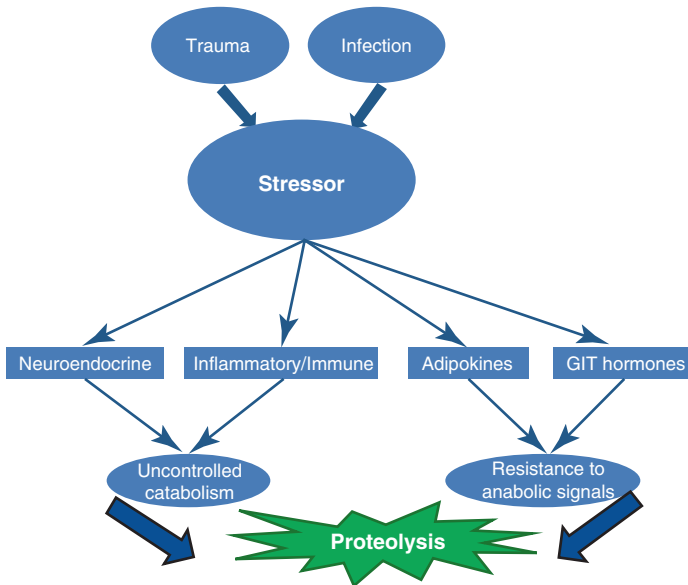 Trauma
Infection
Stressor
Neuroendocrine
Inflammatory/Immune
Adipokines
GIT hormones
Uncontrolled
catabolism
Resistance to
anabolic signals
Proteolysis